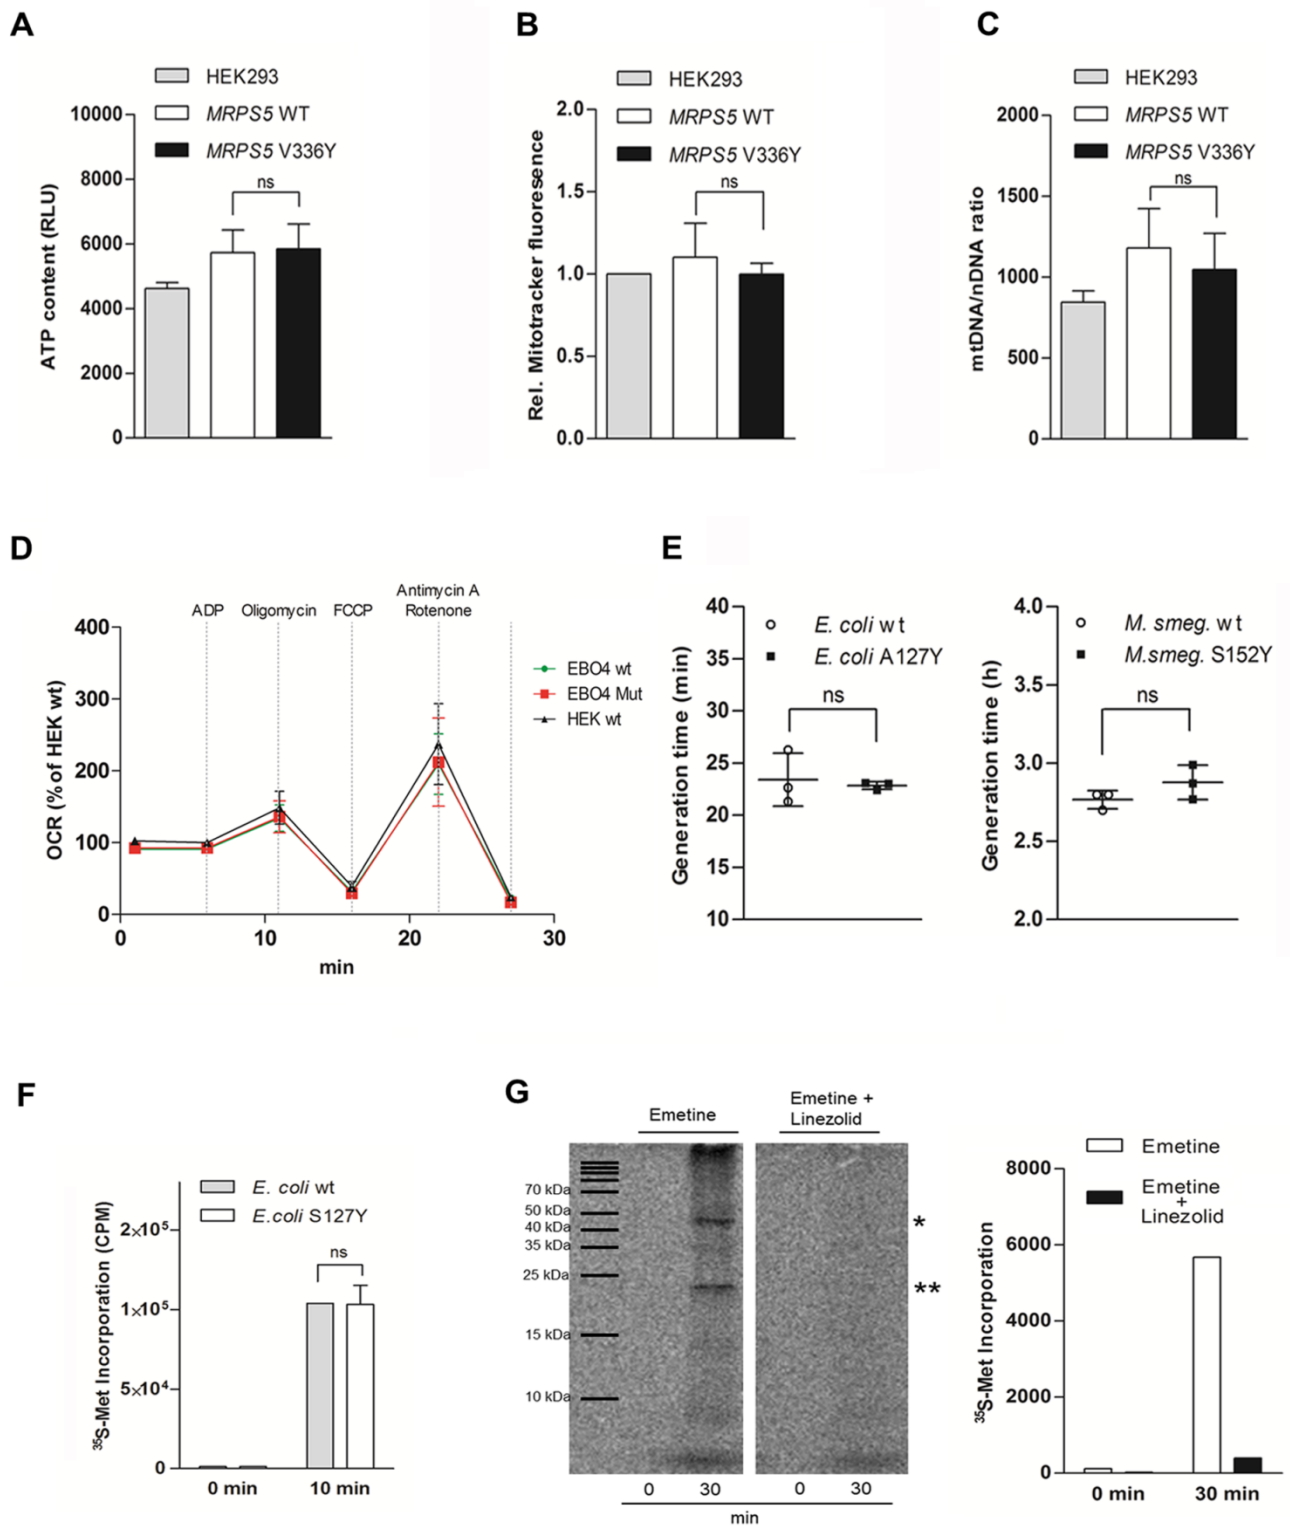 A
HEK293
MRPS5 WT
MRPS5 V336Y
ns
ATP content (RLU)
10000
8000
6000
4000
2000
0
B
HEK293
MRPS5 WT
MRPS5 V336Y
ns
Rel. Mitotracker fluoresence
2.0
1.5
1.0
0.5
0.0
C
HEK293
MRPS5 WT
MRPS5 V336Y
ns
mtDNA/nDNA ratio
2000
1500
1000
500
0
D
ADP
Oligomycin
FCCP
Antimycin A
Rotenone
OCR (% of HEK wt)
400
300
200
100
0
0
10
20
30
min
EBO4 wt
EBO4 Mut
HEK wt
E
Generation time (min)
40
35
30
25
20
15
10
E. coli wt
E. coli A127Y
ns
Generation time (h)
4.0
3.5
3.0
2.5
2.0
M. smeg. wt
M.smeg. S152Y
ns
F
35S-Met Incorporation (CPM)
2×10⁵
1×10⁵
5×10⁴
0
E. coli wt
E.coli S127Y
ns
0 min
10 min
G
Emetine
Emetine +
Linezolid
70 kDa
50 kDa
40 kDa
35 kDa
25 kDa
15 kDa
10 kDa
*
**
0
30
0
30
min
35S-Met Incorporation
8000
6000
4000
2000
0
Emetine
Emetine
+
Linezolid
0 min
30 min